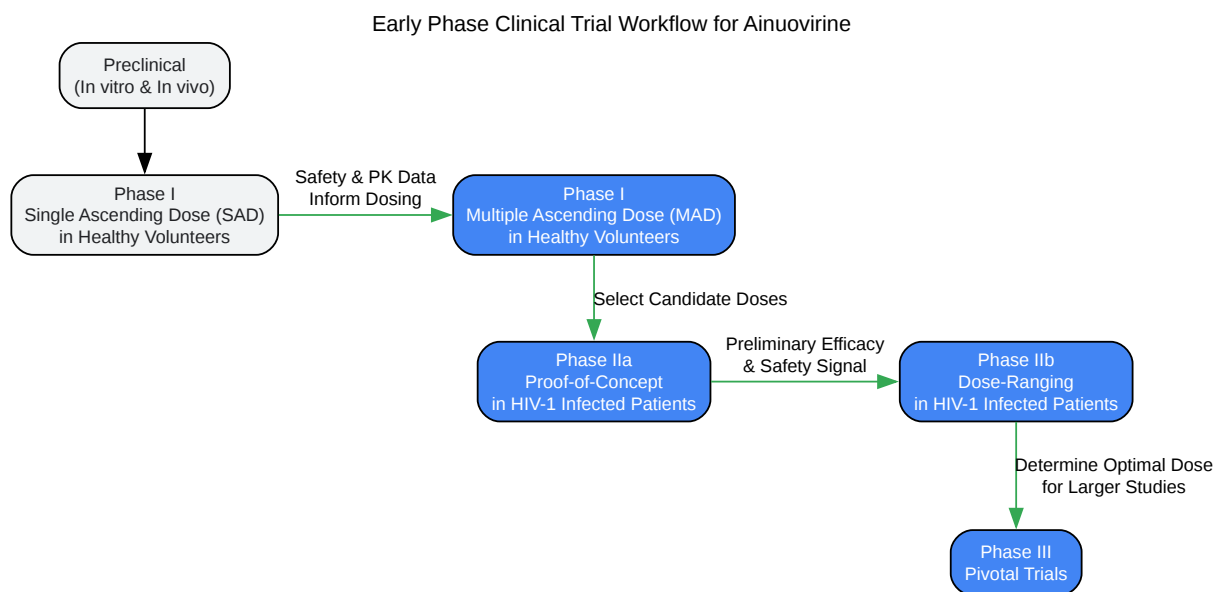 Early Phase Clinical Trial Workflow for Ainuovirine
Preclinical
(In vitro & In vivo)
Phase I
Single Ascending Dose (SAD)
in Healthy Volunteers
Safety & PK Data
Inform Dosing
Phase I
Multiple Ascending Dose (MAD)
in Healthy Volunteers
Select Candidate Doses
Phase IIa
Proof-of-Concept
in HIV-1 Infected Patients
Preliminary Efficacy
& Safety Signal
Phase IIb
Dose-Ranging
in HIV-1 Infected Patients
Determine Optimal Dose
for Larger Studies
Phase III
Pivotal Trials